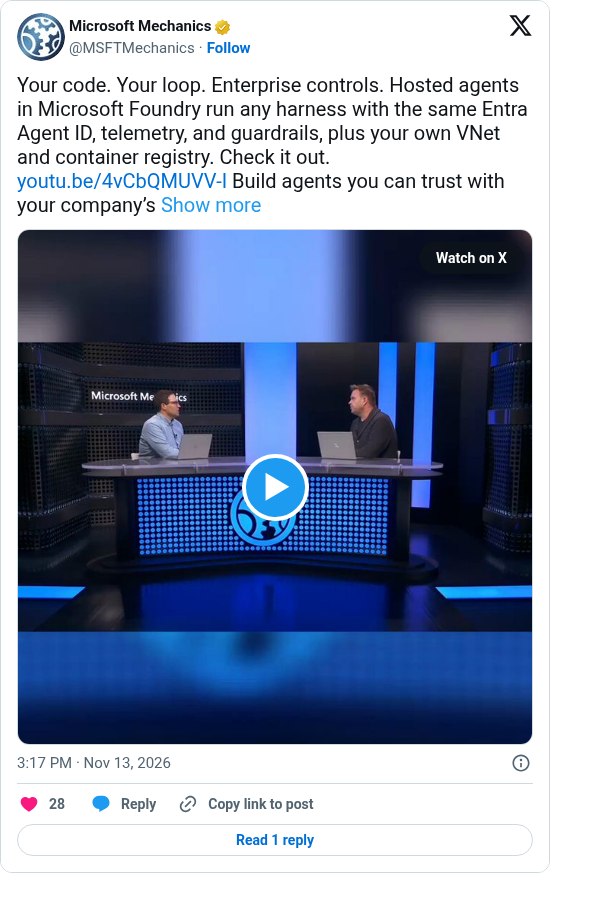 Microsoft Mechanics
@MSFTMechanics · Follow
Your code. Your loop. Enterprise controls. Hosted agents
in Microsoft Foundry run any harness with the same Entra
Agent ID, telemetry, and guardrails, plus your own VNet
and container registry. Check it out.
youtu.be/4vCbQMUVV-I Build agents you can trust with
your company’s Show more
Watch on X
Microsoft Me ics
3:17 PM · Nov 13, 2026
28 Reply Copy link to post
Read 1 reply